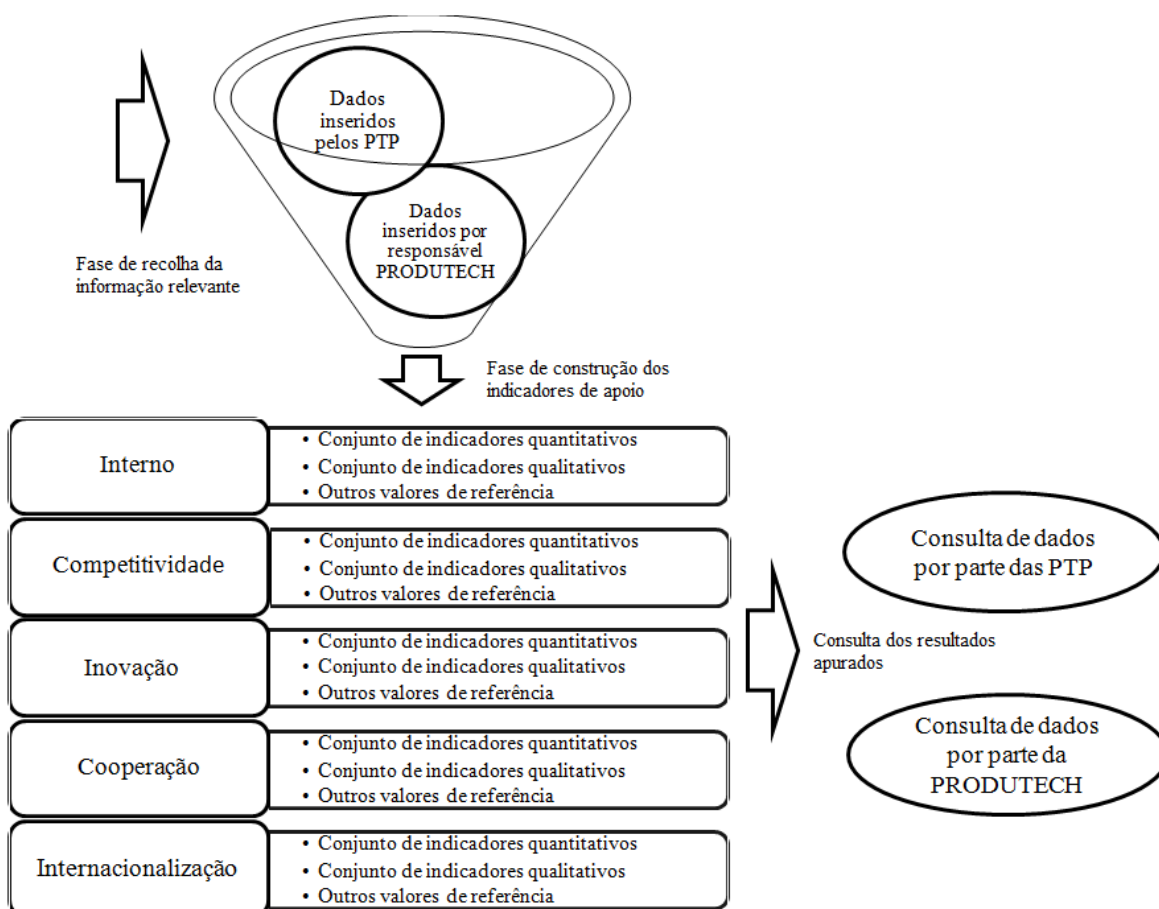 Dados
inseridos
pelos PTP
Dados
inseridos por
responsável
PRODUTECH
Fase de recolha da
informação relevante
Fase de construção dos
indicadores de apoio
Interno
• Conjunto de indicadores quantitativos
• Conjunto de indicadores qualitativos
• Outros valores de referência
Competitividade
• Conjunto de indicadores quantitativos
• Conjunto de indicadores qualitativos
• Outros valores de referência
Inovação
• Conjunto de indicadores quantitativos
• Conjunto de indicadores qualitativos
• Outros valores de referência
Cooperação
• Conjunto de indicadores quantitativos
• Conjunto de indicadores qualitativos
• Outros valores de referência
Internacionalização
• Conjunto de indicadores quantitativos
• Conjunto de indicadores qualitativos
• Outros valores de referência
Consulta dos resultados
apurados
Consulta de dados
por parte das PTP
Consulta de dados
por parte da
PRODUTECH